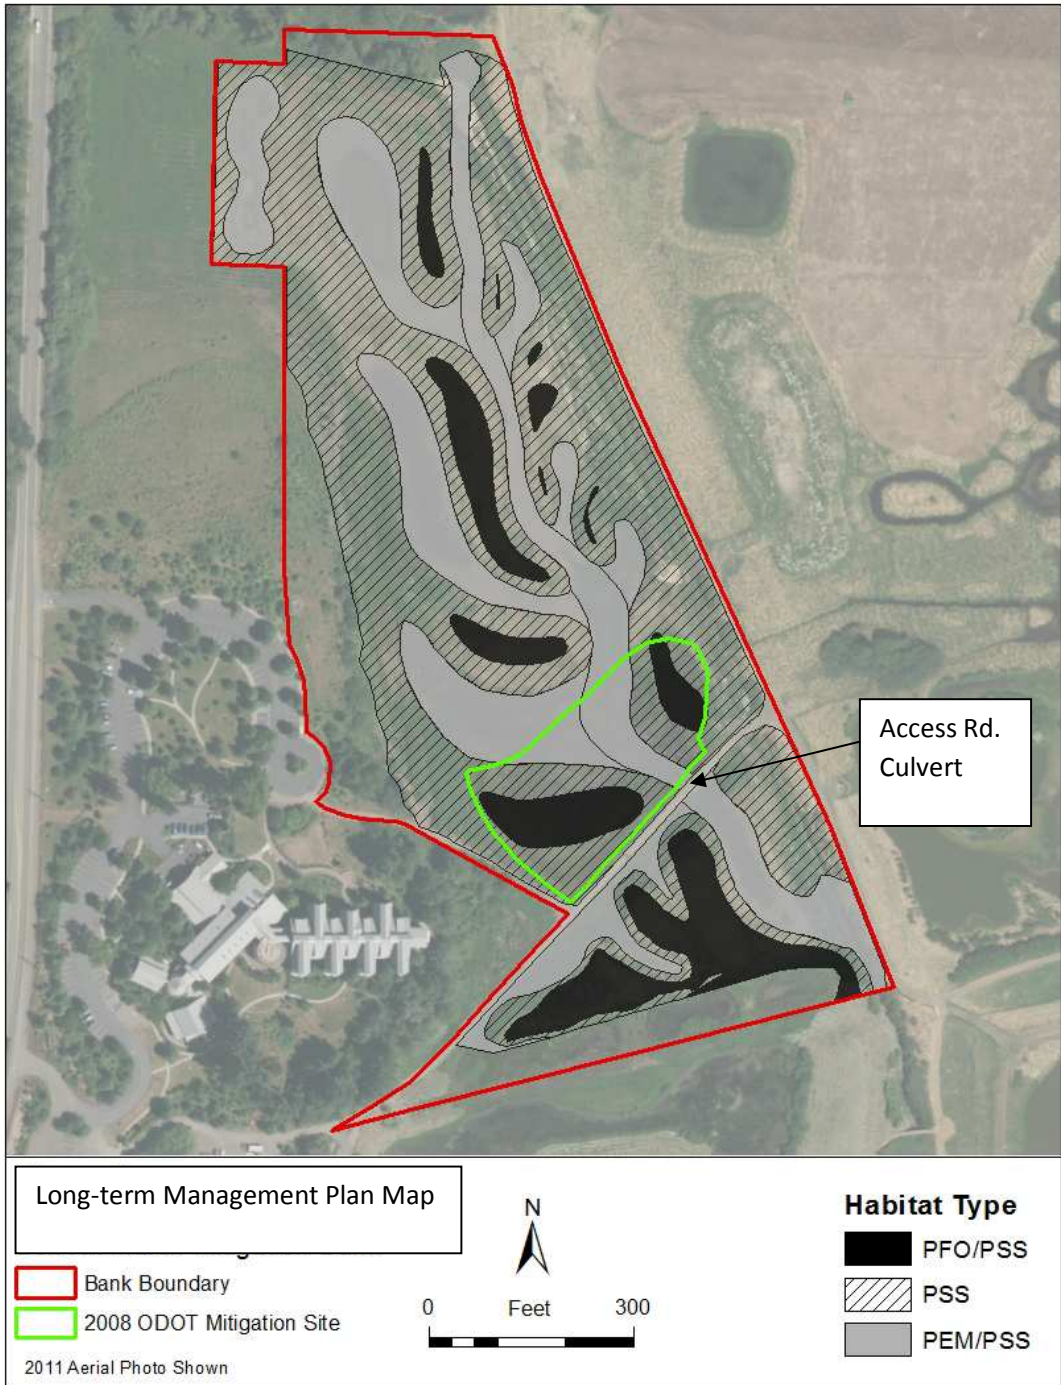 Access Rd.
Culvert
Long-term Management Plan Map
Bank Boundary
2008 ODOT Mitigation Site
2011 Aerial Photo Shown
N
0 Feet 300
Habitat Type
PFO/PSS
PSS
PEM/PSS